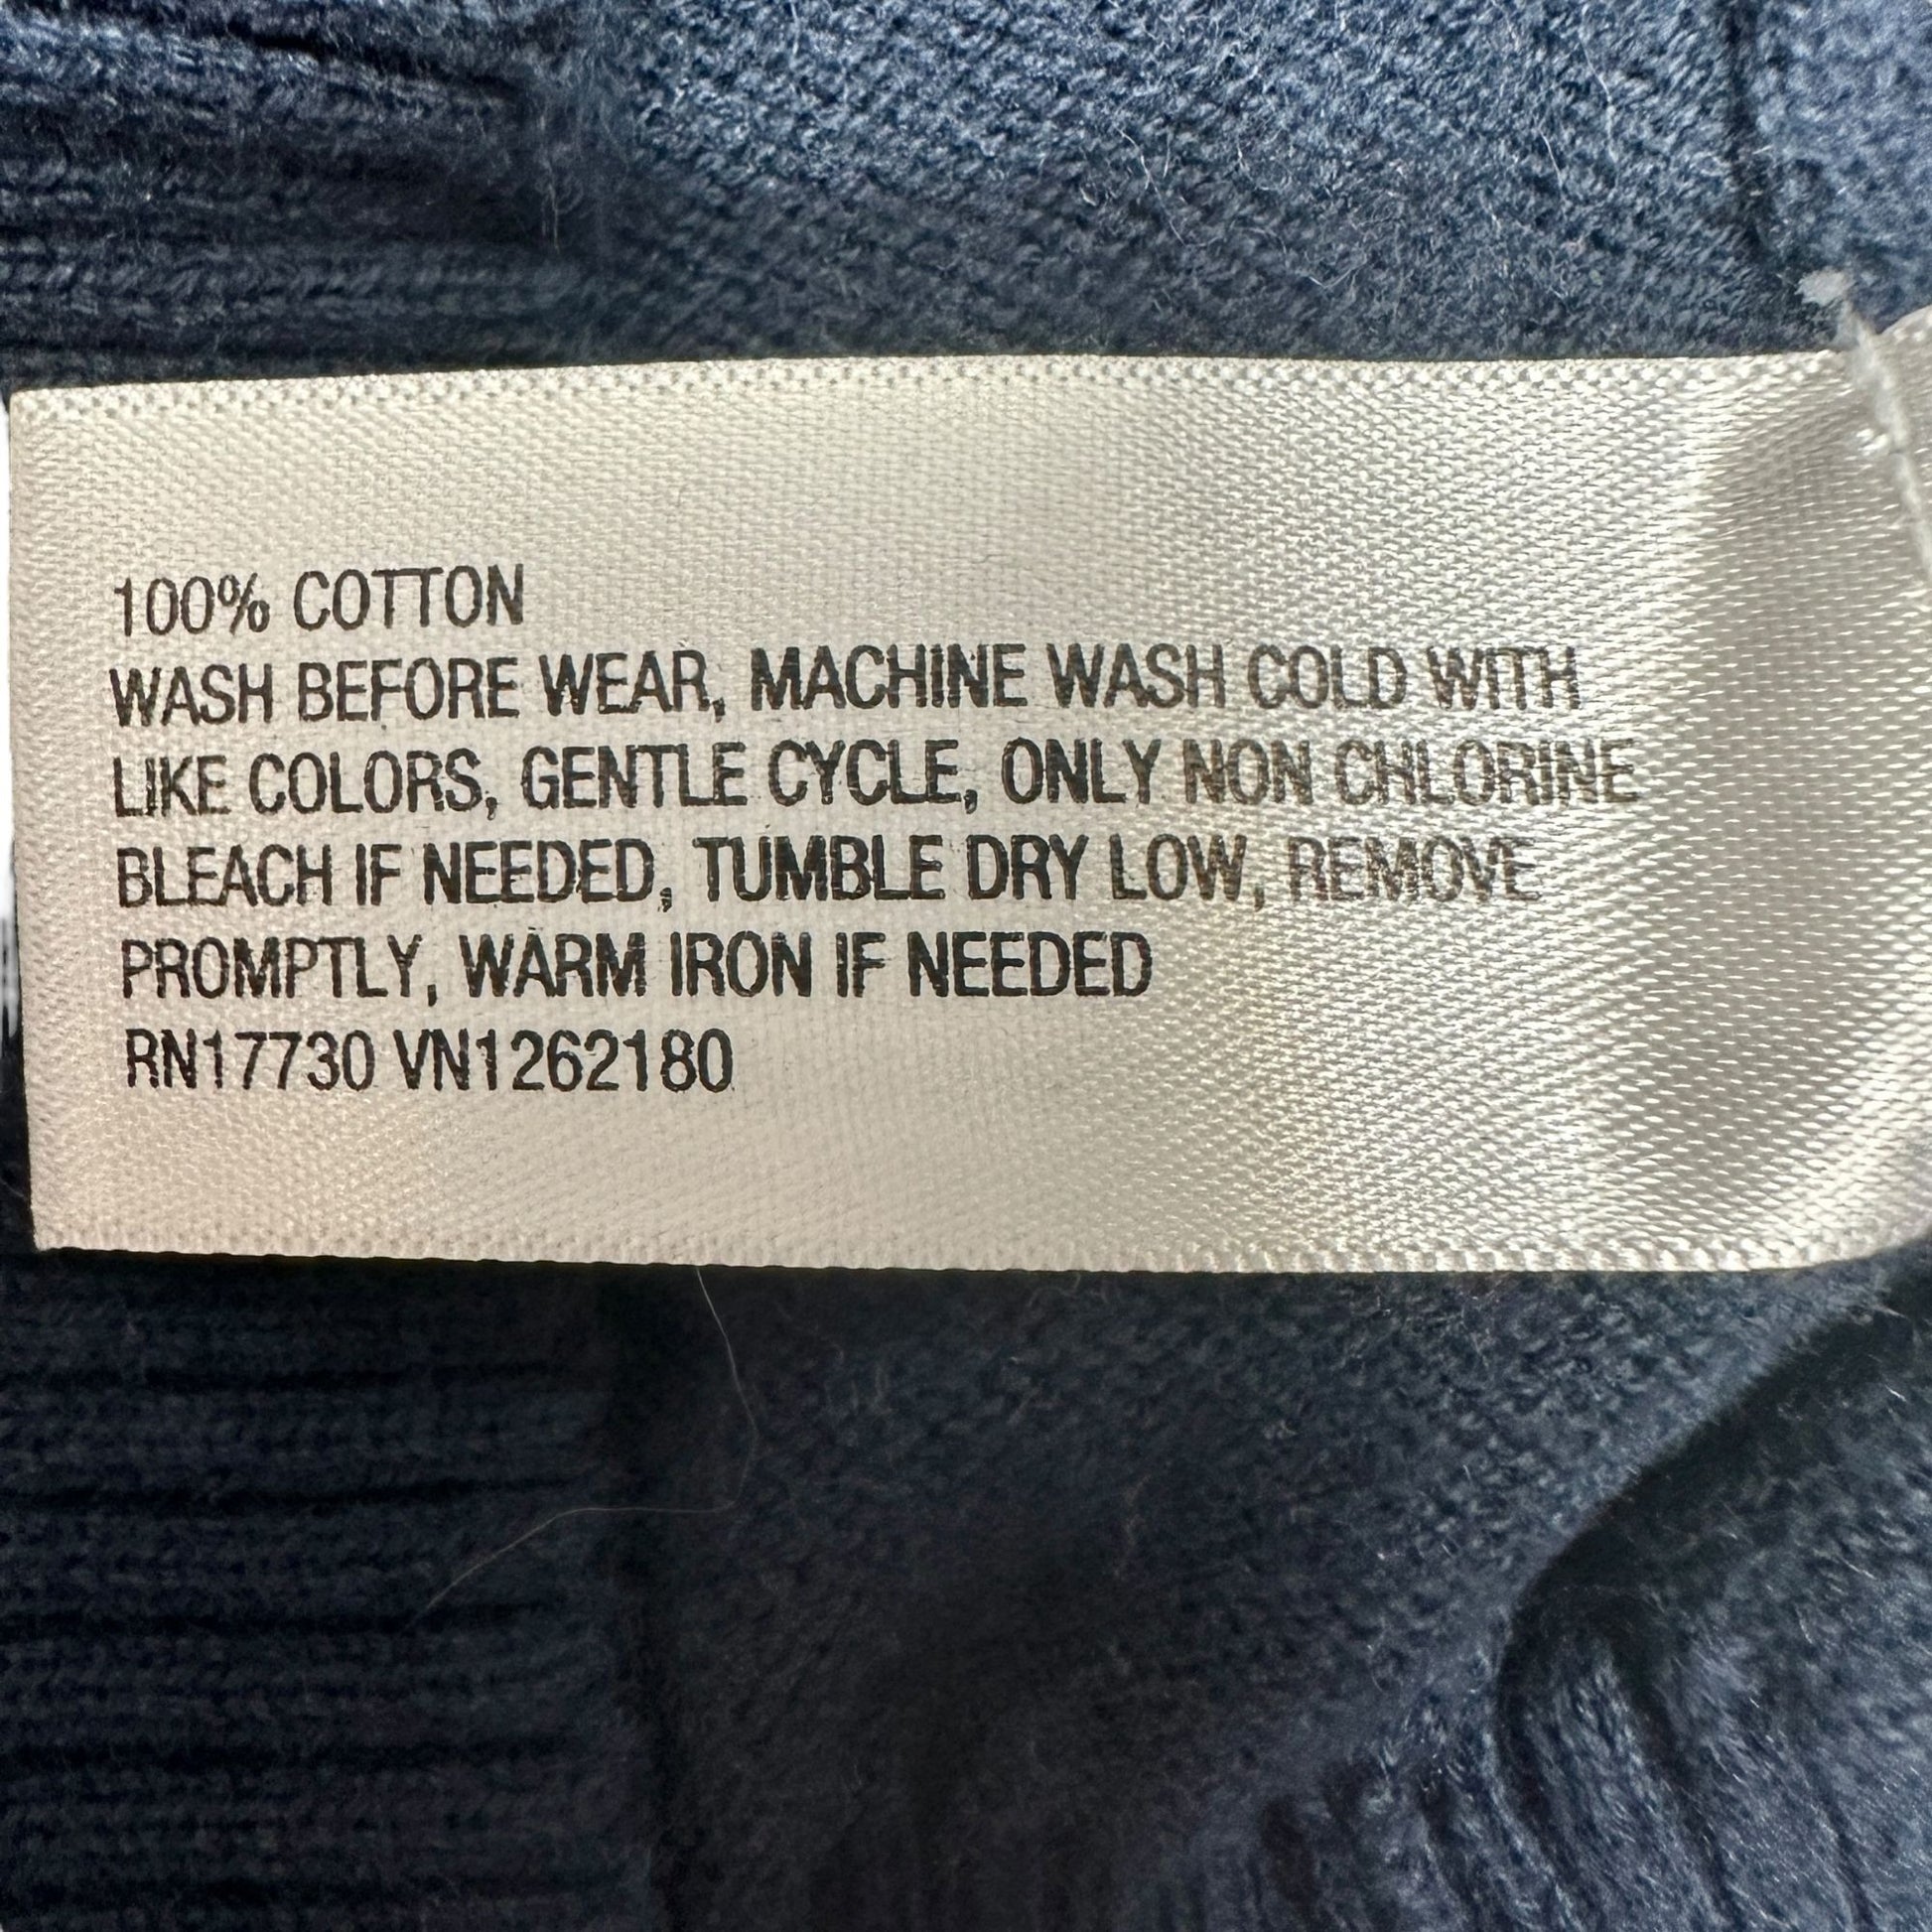 100% COTTON
WASH BEFORE WEAR, MACHINE WASH COLD WITH
LIKE COLORS, GENTLE CYCLE, ONLY NON CHLORINE
BLEACH IF NEEDED, TUMBLE DRY LOW, REMOVE
PROMPTLY, WARM IRON IF NEEDED
RN17730 VN1262180